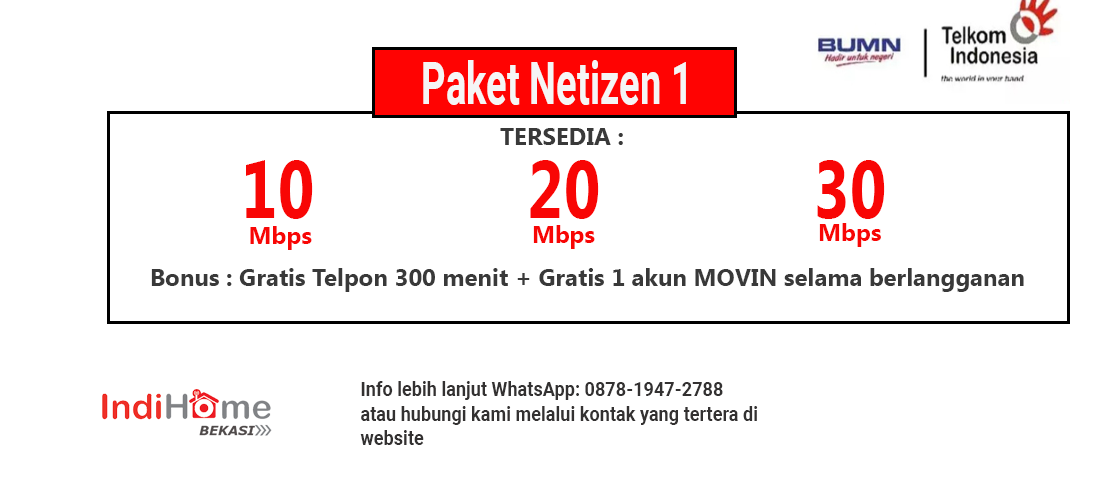 BUMN
Hadir untuk negeri
Telkom
Indonesia
the world in your hand
Paket Netizen 1
TERSEDIA :
10 20 30
Mbps Mbps Mbps
Bonus : Gratis Telpon 300 menit + Gratis 1 akun MOVIN selama berlangganan
IndiHome
BEKASI
Info lebih lanjut WhatsApp: 0878-1947-2788
atau hubungi kami melalui kontak yang tertera di
website